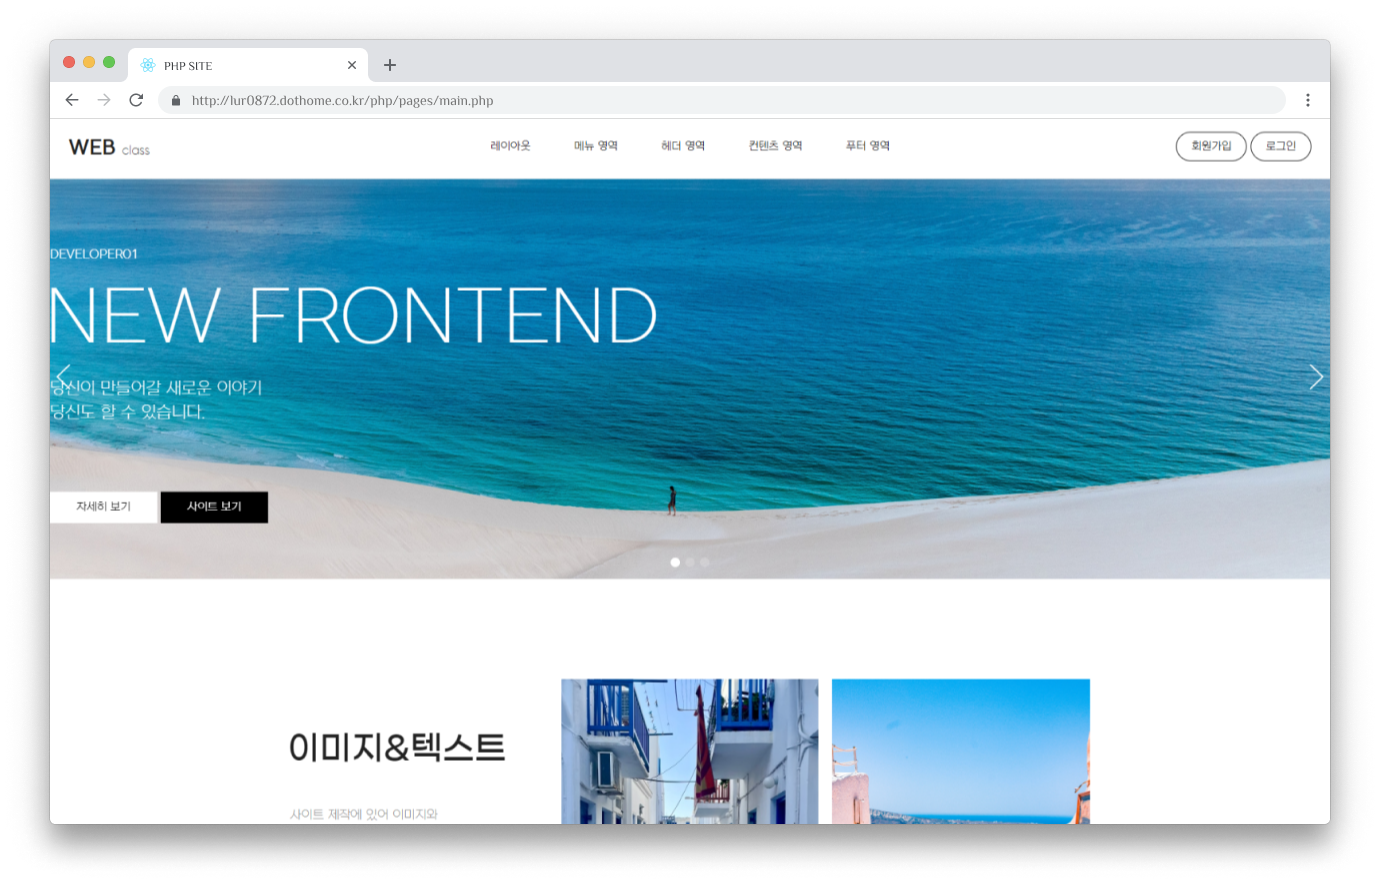 PHP SITE
http://lur0872.dothome.co.kr/php/pages/main.php
WEB class
레이아웃 메뉴 영역 헤더 영역 컨텐츠 영역 푸터 영역
회원가입 로그인
DEVELOPER01
NEW FRONTEND
당신이 만들어갈 새로운 이야기
당신도 할 수 있습니다.
자세히 보기 사이트 보기
이미지&텍스트
사이트 제작에 있어 이미지와